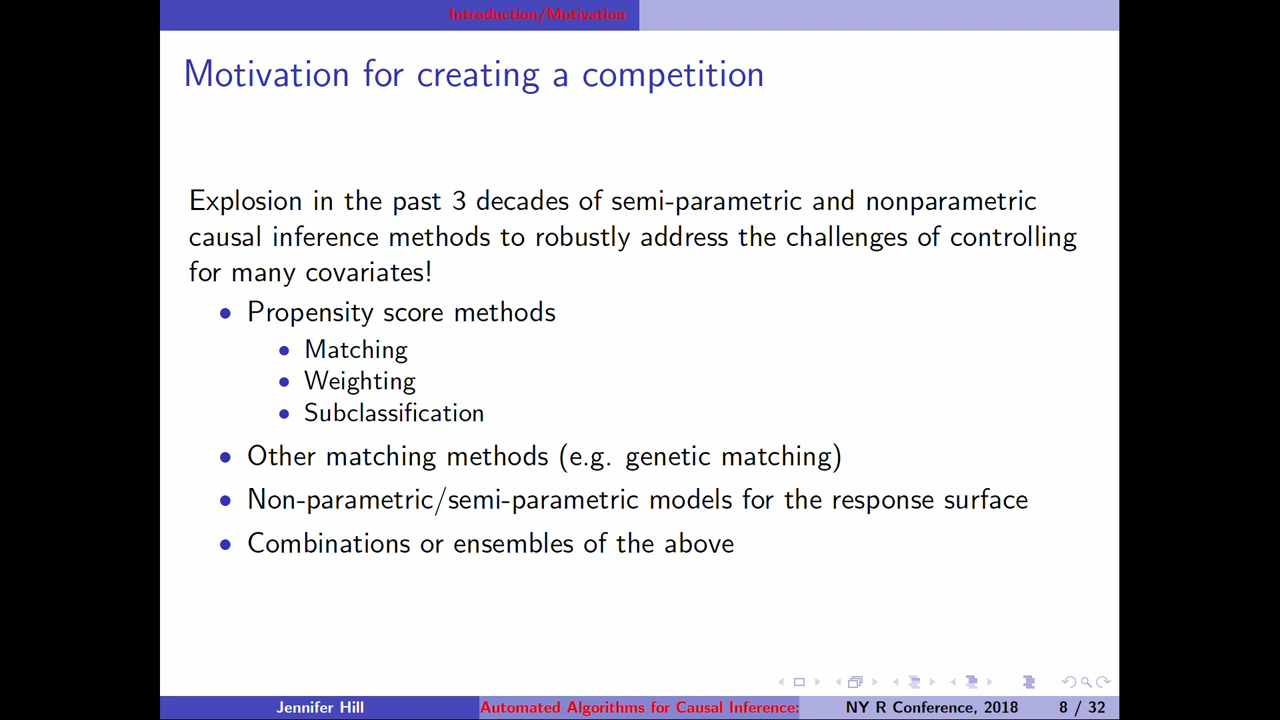 Introduction/Motivation
Motivation for creating a competition
Explosion in the past 3 decades of semi-parametric and nonparametric
causal inference methods to robustly address the challenges of controlling
for many covariates!
• Propensity score methods
• Matching
• Weighting
• Subclassification
• Other matching methods (e.g. genetic matching)
• Non-parametric/semi-parametric models for the response surface
• Combinations or ensembles of the above
Jennifer Hill Automated Algorithms for Causal Inference: NY R Conference, 2018 8 / 32